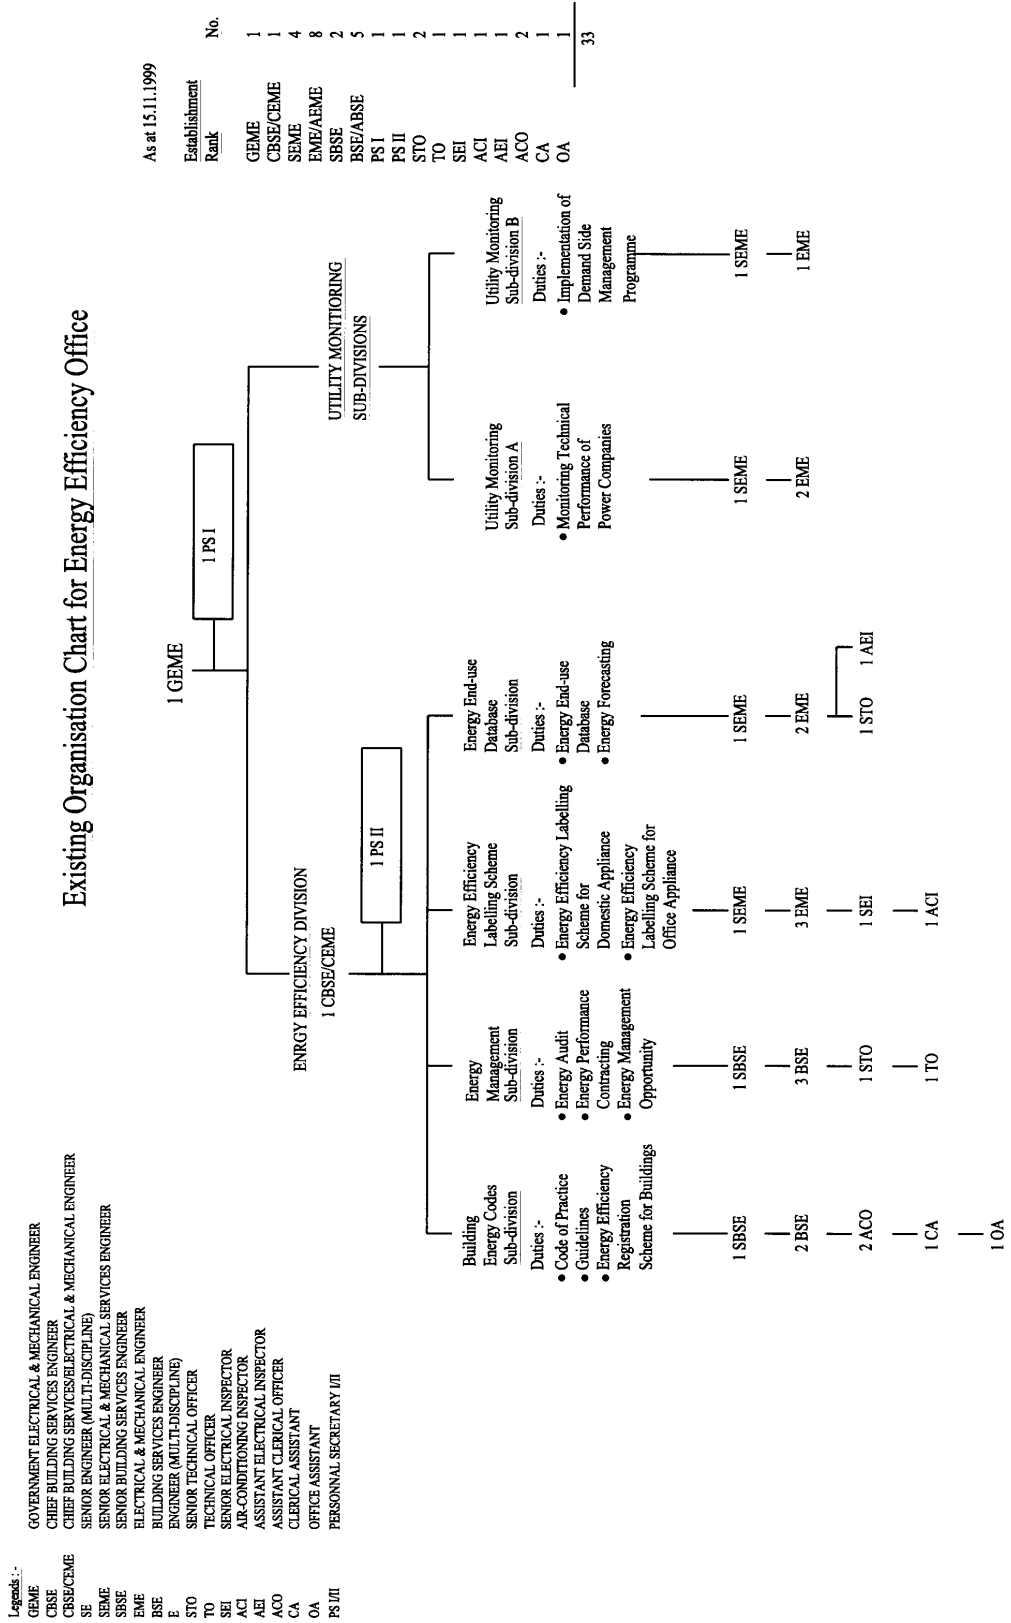 Existing Organisation Chart for Energy Efficiency Office
As at 15.11.1999
Legends : -
GEME GOVERNMENT ELECTRICAL & MECHANICAL ENGINEER
CBSE CHIEF BUILDING SERVICES ENGINEER
CBSE/CEME CHIEF BUILDING SERVICES/ELECTRICAL & MECHANICAL ENGINEER
SE SENIOR ENGINEER (MULTI-DISCIPLINE)
SEME SENIOR ELECTRICAL & MECHANICAL SERVICES ENGINEER
SBSE SENIOR BUILDING SERVICES ENGINEER
EME ELECTRICAL & MECHANICAL ENGINEER
BSE BUILDING SERVICES ENGINEER
E ENGINEER (MULTI-DISCIPLINE)
STO SENIOR TECHNICAL OFFICER
TO TECHNICAL OFFICER
SEI SENIOR ELECTRICAL INSPECTOR
ACI AIR-CONDITIONING INSPECTOR
AEI ASSISTANT ELECTRICAL INSPECTOR
ACO ASSISTANT CLERICAL OFFICER
CA CLERICAL ASSISTANT
OA OFFICE ASSISTANT
PS I/II PERSONNAL SECRETARY I/II
1 GEME
1 PS I
ENRGY EFFICIENCY DIVISION
1 CBSE/CEME
1 PS II
UTILITY MONITIORING
SUB-DIVISIONS
Building
Energy Codes
Sub-division
Duties :-
● Code of Practice
● Guidelines
● Energy Efficiency
Registration
Scheme for Buildings
1 SBSE
2 BSE
2 ACO
1 CA
1 OA
Energy
Management
Sub-division
Duties :-
● Energy Audit
● Energy Performance
Contracting
● Energy Management
Opportunity
1 SBSE
3 BSE
1 STO
1 TO
Energy Efficiency
Labelling Scheme
Sub-division
Duties :-
● Energy Efficiency Labelling
Scheme for
Domestic Appliance
● Energy Efficiency
Labelling Scheme for
Office Appliance
1 SEME
3 EME
1 SEI
1 ACI
Energy End-use
Database
Sub-division
Duties :-
● Energy End-use
Database
● Energy Forecasting
1 SEME
2 EME
1 STO 1 AEI
Utility Monitoring
Sub-division A
Duties :-
● Monitoring Technical
Performance of
Power Companies
1 SEME
2 EME
Utility Monitoring
Sub-division B
Duties :-
● Implementation of
Demand Side
Management
Programme
1 SEME
1 EME
Establishment
Rank No.
GEME 1
CBSE/CEME 1
SEME 4
EME/AEME 8
SBSE 2
BSE/ABSE 5
PS I 1
PS II 1
STO 2
TO 1
SEI 1
ACI 1
AEI 1
ACO 2
CA 1
OA 1
33